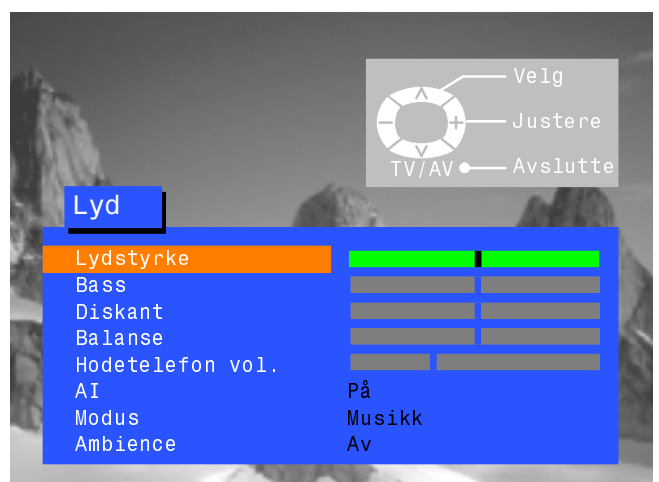 Velg
Justere
TV/AV Avslutte
Lyd
Lydstyrke
Bass
Diskant
Balanse
Hodetelefon vol.
AI På
Modus Musikk
Ambience Av